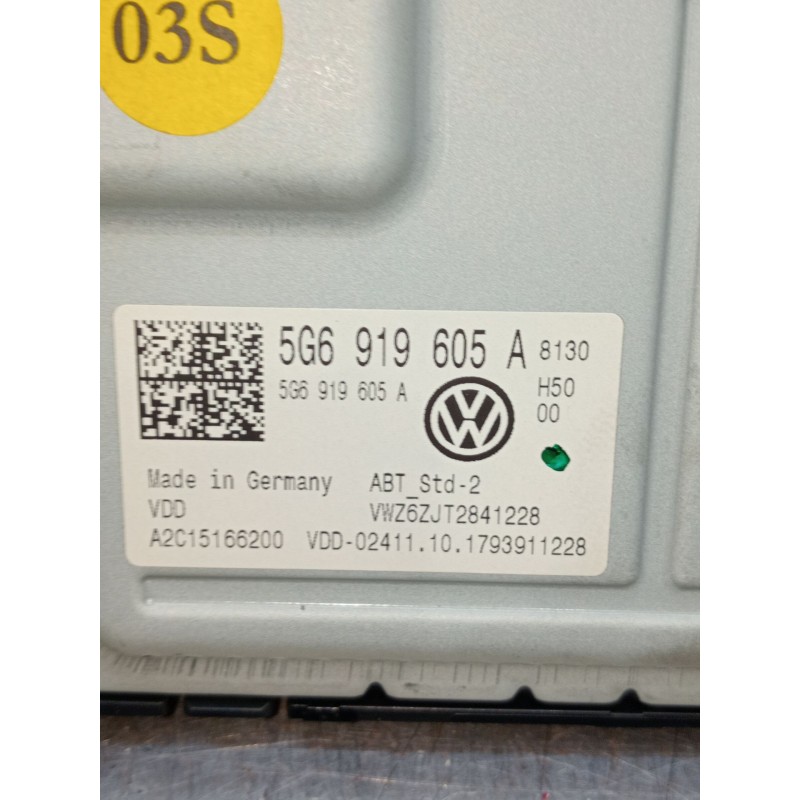 03S
5G6 919 605 A 8130
5G6 919 605 A
H50
00
Made in Germany ABT_Std-2
VDD VWZ6ZJT2841228
A2C15166200 VDD-02411.10.1793911228